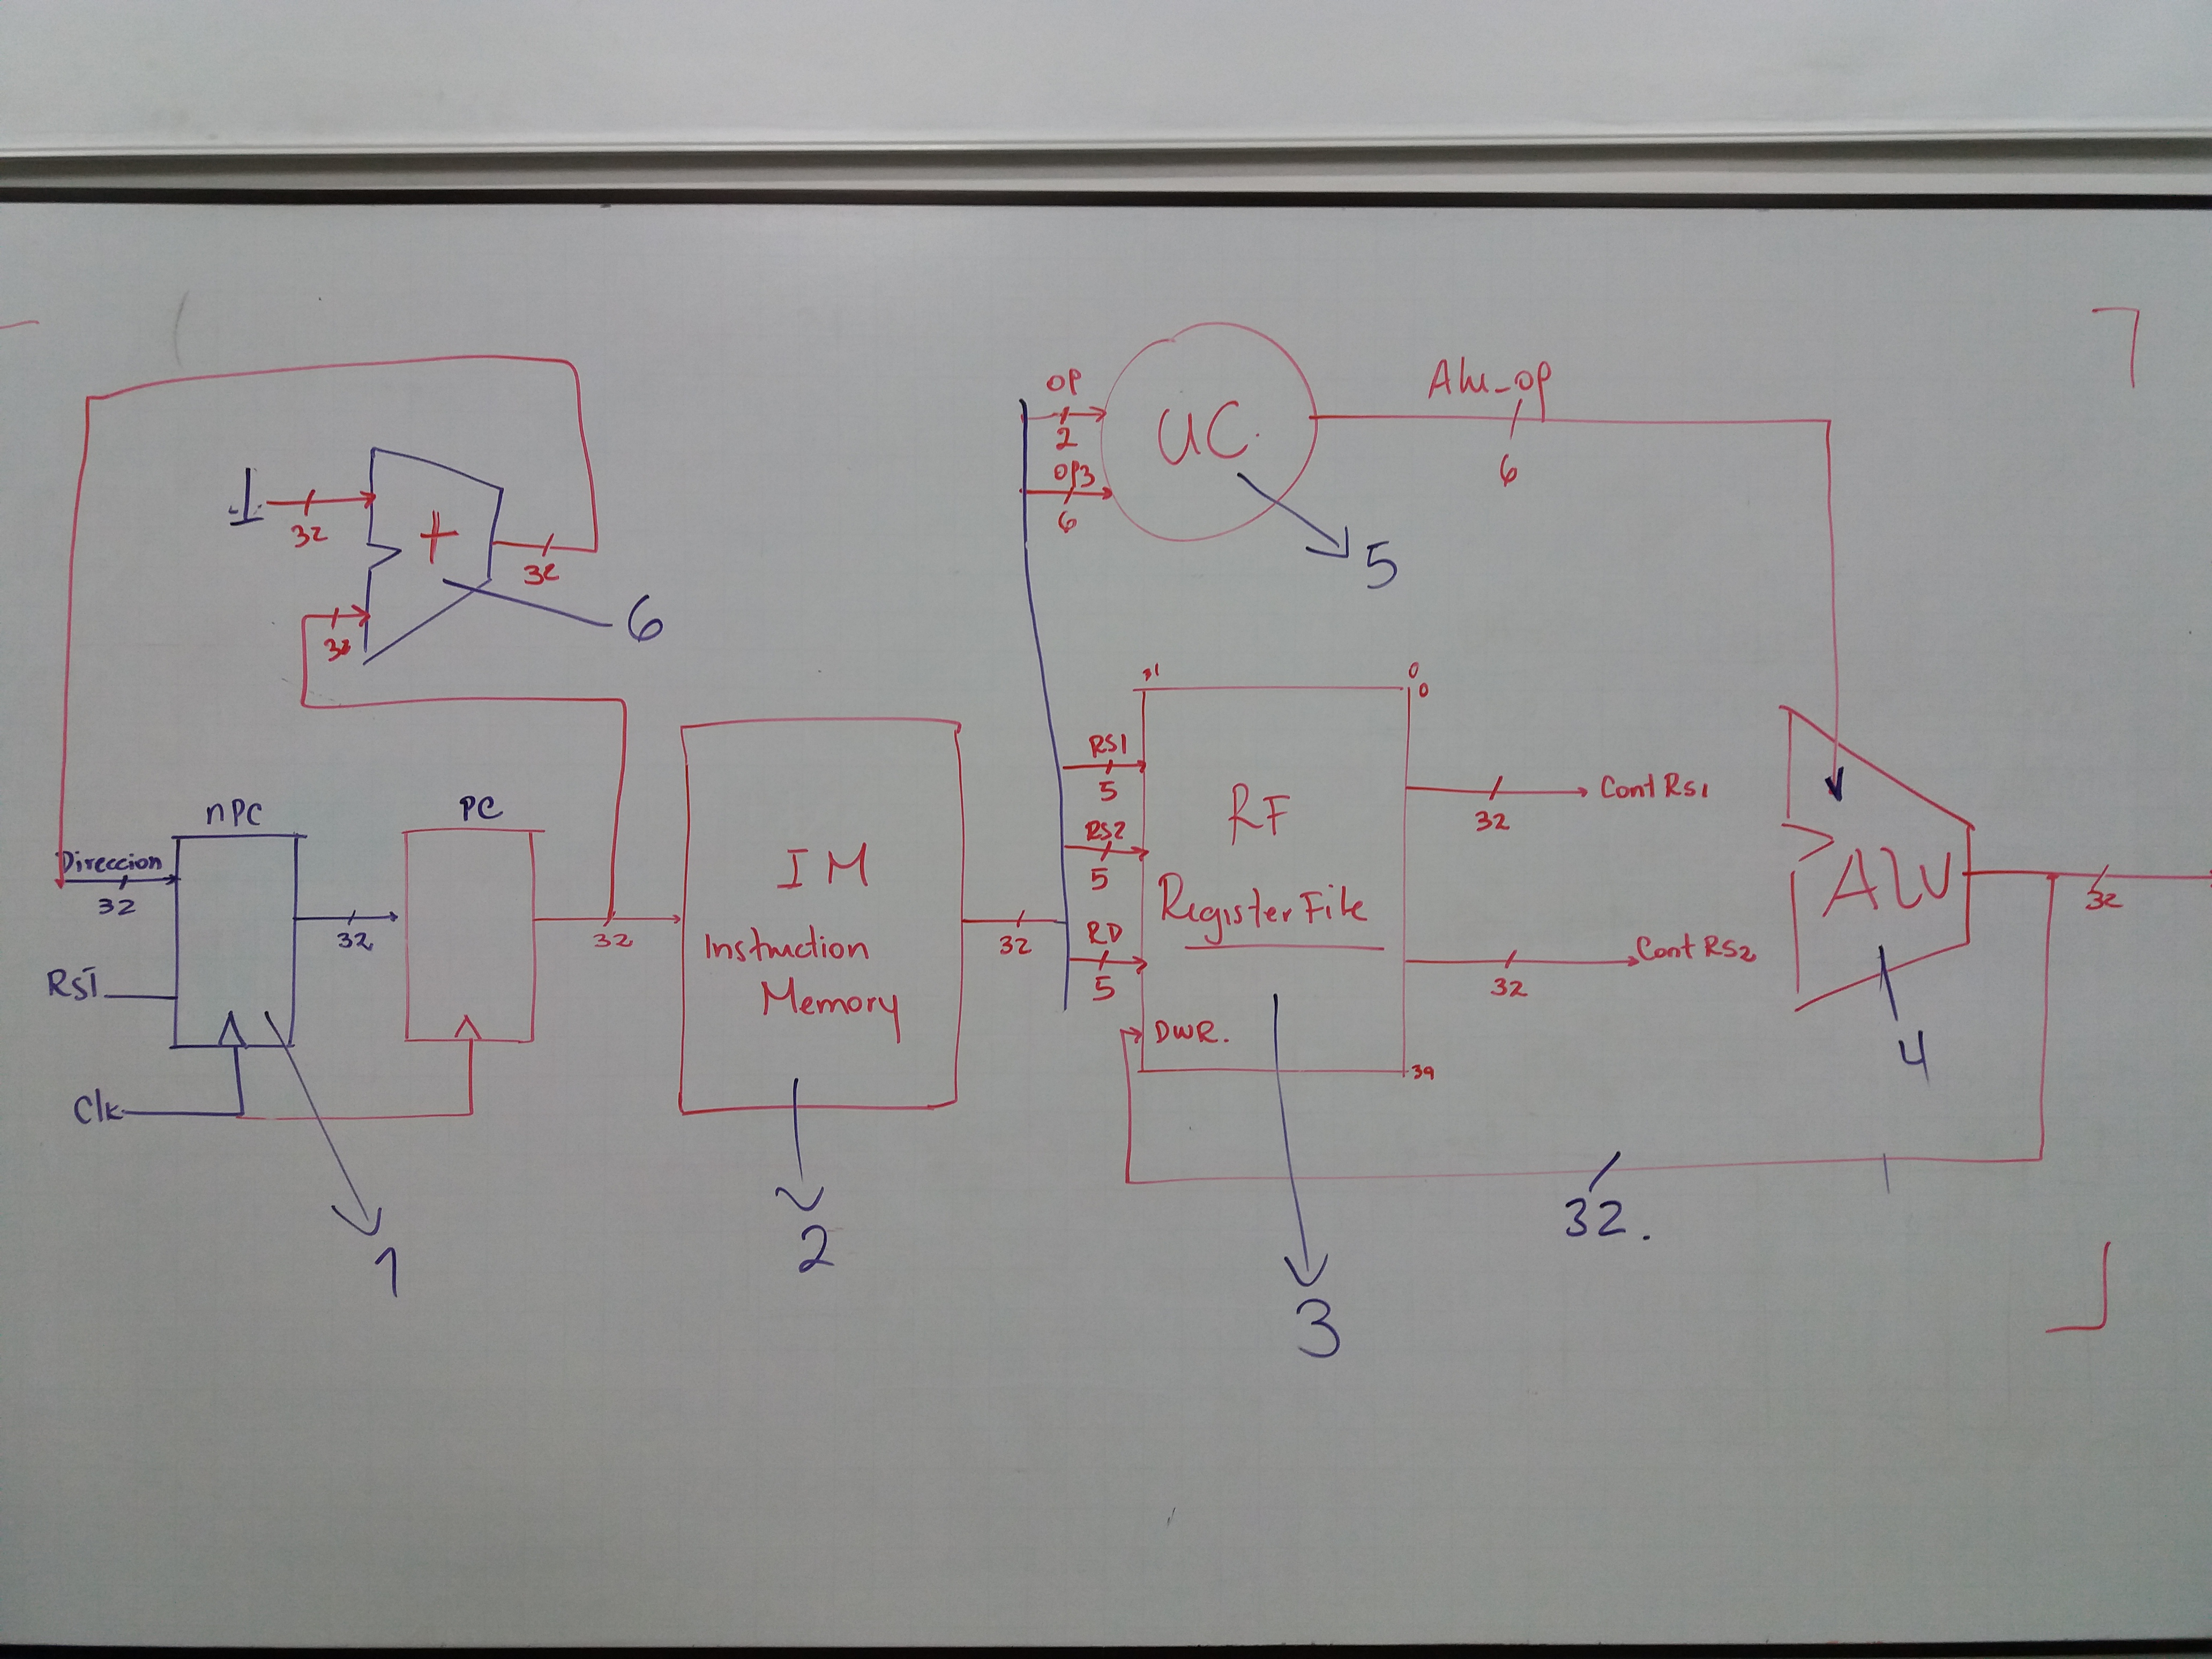 OP
2
OP3
6
UC.
Alu_op
6
5
1
32
+
32
32
6
nPC
PC
Direccion
32
RST
Clk
32
32
1
IM
Instruction
Memory
32
2
RS1
5
RS2
5
RD
5
31
0
0
RF
Register File
DWR.
39
3
32
Cont RS1
32
Cont RS2
ALU
32
4
32.